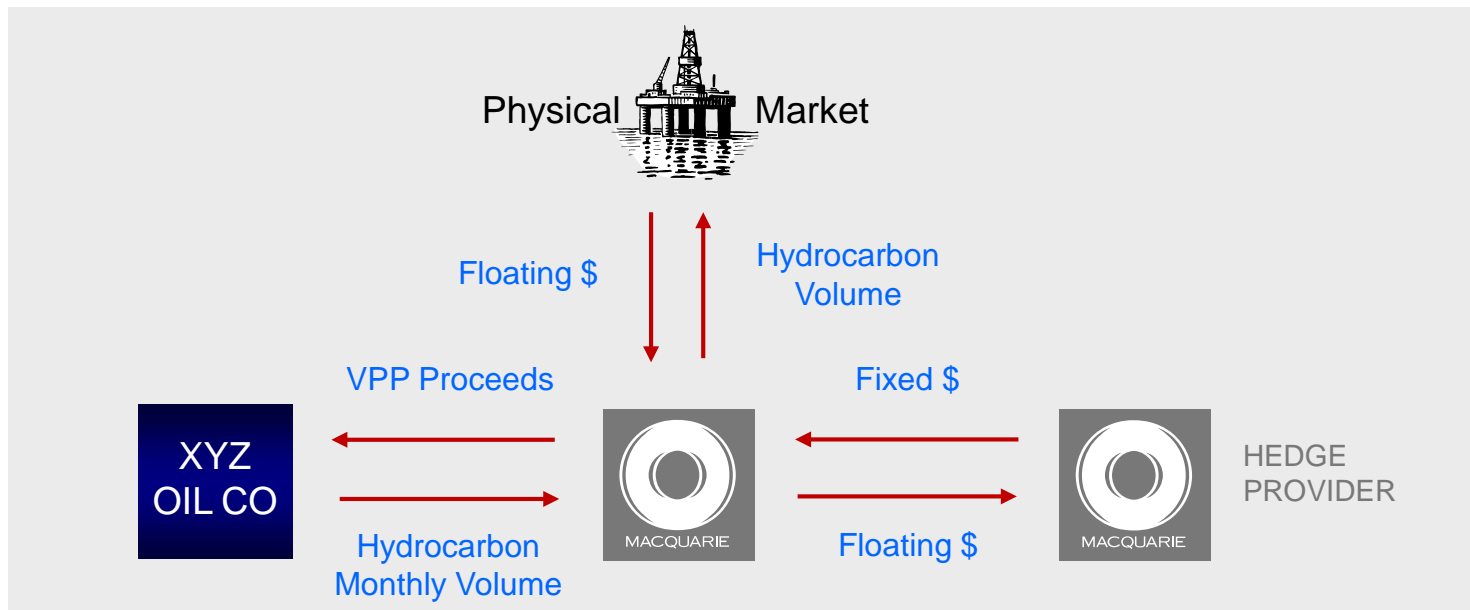 Physical Market
Floating $
Hydrocarbon
Volume
VPP Proceeds
Fixed $
XYZ
OIL CO
MACQUARIE
MACQUARIE
HEDGE
PROVIDER
Hydrocarbon
Monthly Volume
Floating $